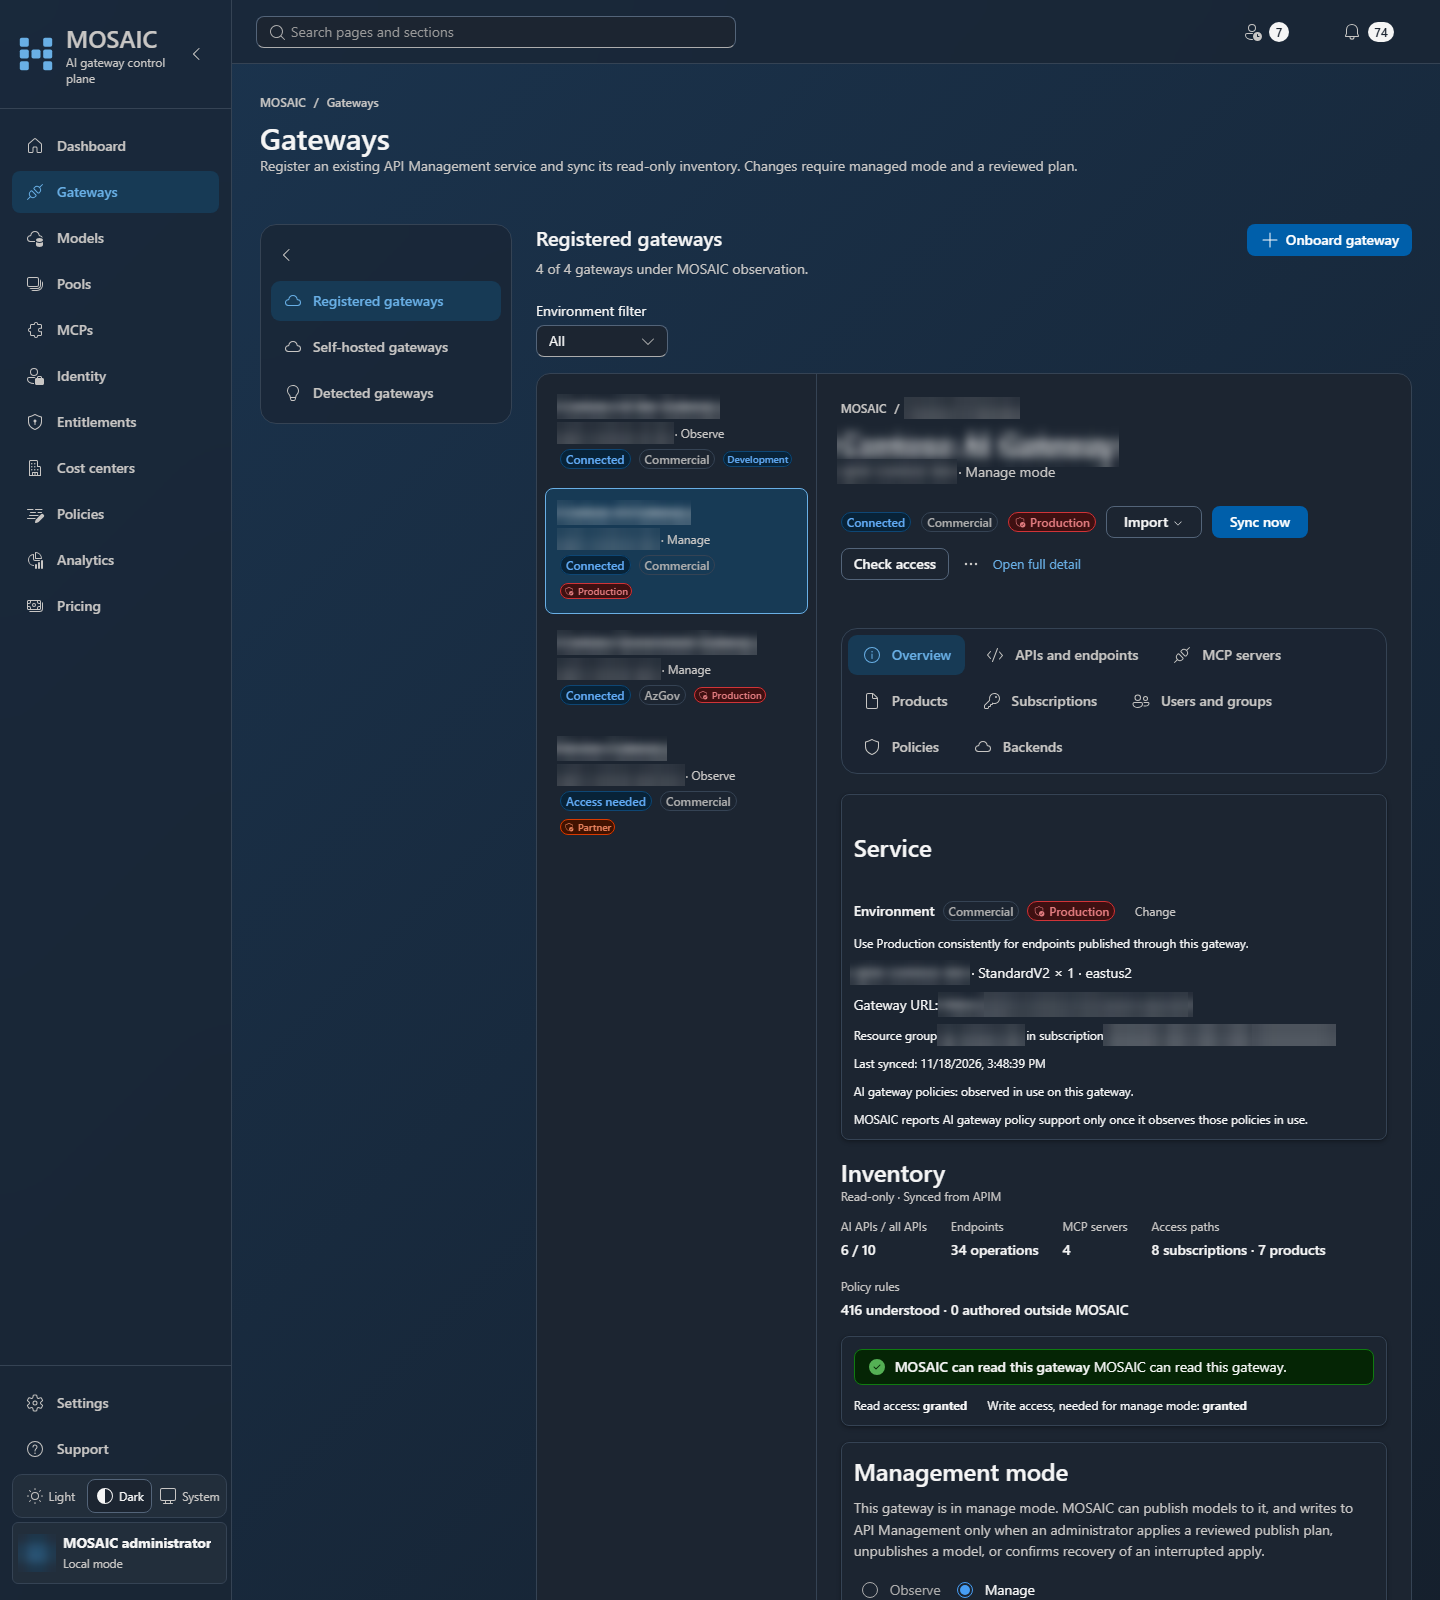 MOSAIC
AI gateway control
plane
Search pages and sections
7
74
Dashboard
Gateways
Models
Pools
MCPs
Identity
Entitlements
Cost centers
Policies
Analytics
Pricing
Settings
Support
Light
Dark
System
MOSAIC administrator
Local mode
MOSAIC / Gateways
Gateways
Register an existing API Management service and sync its read-only inventory. Changes require managed mode and a reviewed plan.
Registered gateways
Self-hosted gateways
Detected gateways
Registered gateways
4 of 4 gateways under MOSAIC observation.
Onboard gateway
Environment filter
All
· Observe
Connected Commercial Development
· Manage
Connected Commercial
Production
· Manage
Connected AzGov Production
· Observe
Access needed Commercial
Partner
MOSAIC /
· Manage mode
Connected Commercial Production Import Sync now
Check access ··· Open full detail
Overview APIs and endpoints MCP servers
Products Subscriptions Users and groups
Policies Backends
Service
Environment Commercial Production Change
Use Production consistently for endpoints published through this gateway.
· StandardV2 × 1 · eastus2
Gateway URL:
Resource group in subscription
Last synced: 11/18/2026, 3:48:39 PM
AI gateway policies: observed in use on this gateway.
MOSAIC reports AI gateway policy support only once it observes those policies in use.
Inventory
Read-only · Synced from APIM
AI APIs / all APIs Endpoints MCP servers Access paths
6 / 10 34 operations 4 8 subscriptions · 7 products
Policy rules
416 understood · 0 authored outside MOSAIC
MOSAIC can read this gateway MOSAIC can read this gateway.
Read access: granted Write access, needed for manage mode: granted
Management mode
This gateway is in manage mode. MOSAIC can publish models to it, and writes to
API Management only when an administrator applies a reviewed publish plan,
unpublishes a model, or confirms recovery of an interrupted apply.
Observe Manage